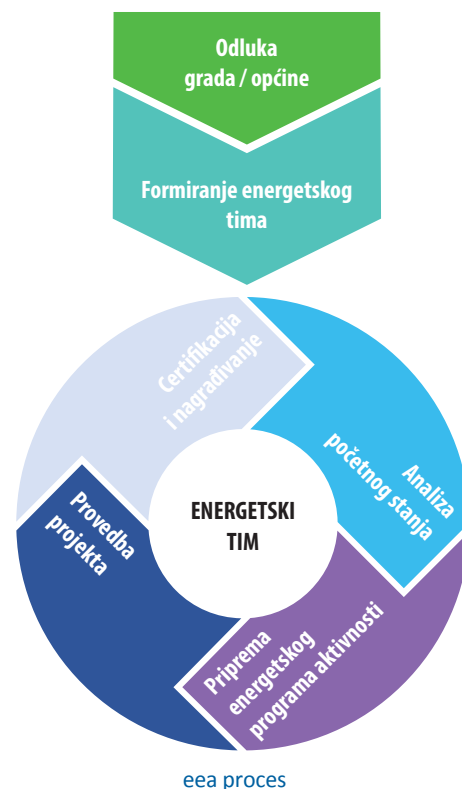 Odluka
grada / općine
Formiranje energetskog
tima
Certifikacija
i nagrađivanje
Analiza
početnog stanja
ENERGETSKI
TIM
Provedba
projekta
Priprema
energetskog
programa aktivnosti
eea proces